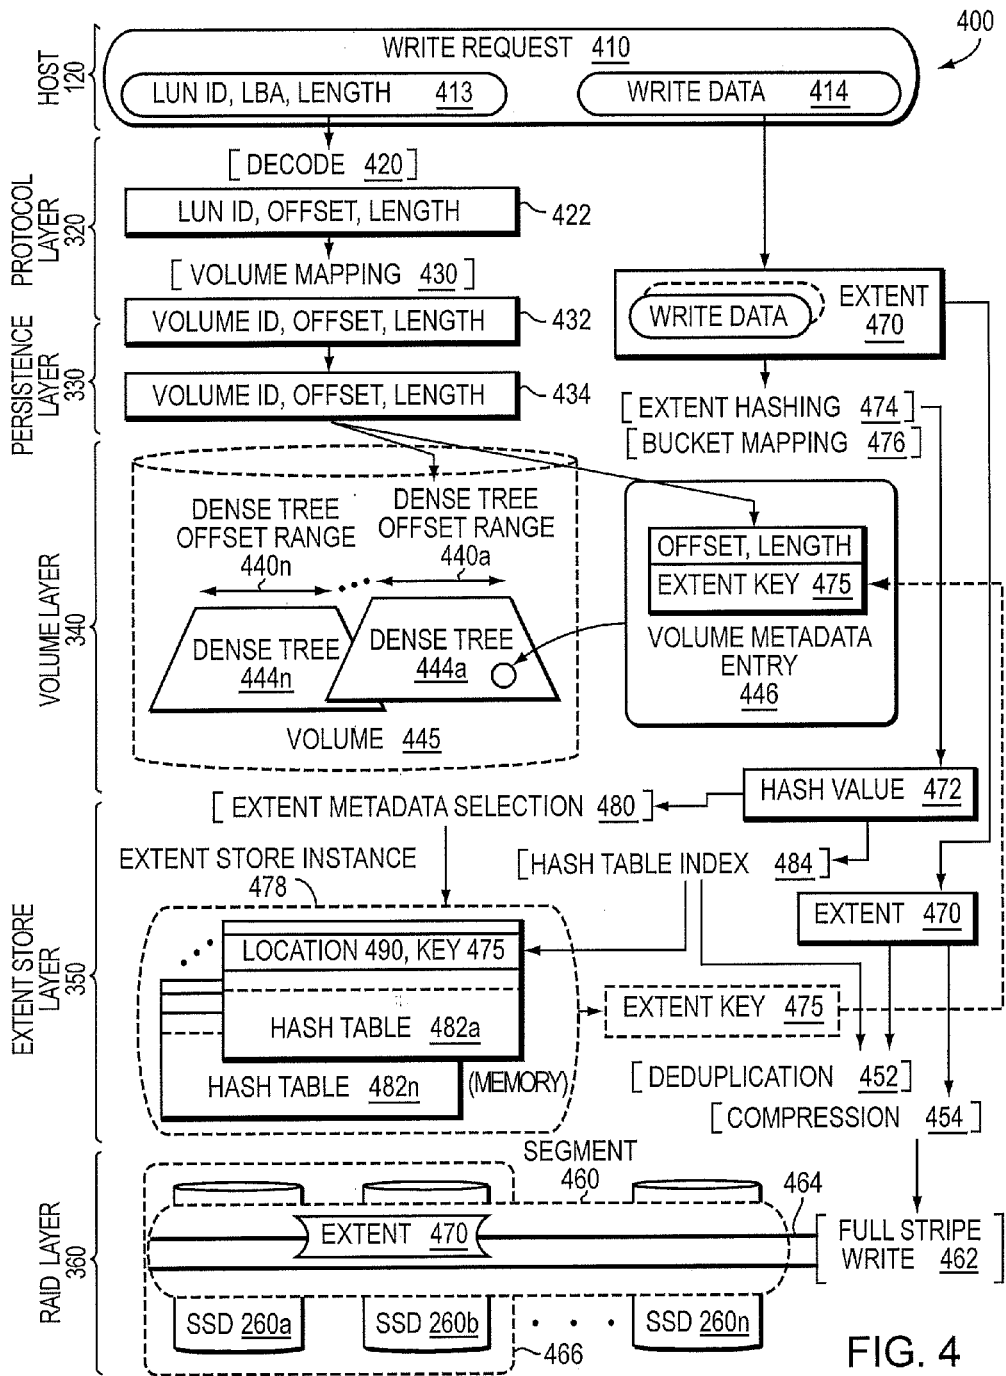 400
HOST
120
WRITE REQUEST 410
LUN ID, LBA, LENGTH 413
WRITE DATA 414
PROTOCOL
LAYER
320
[DECODE 420]
LUN ID, OFFSET, LENGTH
422
[VOLUME MAPPING 430]
VOLUME ID, OFFSET, LENGTH
432
WRITE DATA
EXTENT
470
PERSISTENCE
LAYER
330
VOLUME ID, OFFSET, LENGTH
434
[EXTENT HASHING 474]
[BUCKET MAPPING 476]
VOLUME LAYER
340
DENSE TREE
OFFSET RANGE
440n
DENSE TREE
OFFSET RANGE
440a
DENSE TREE
444n
DENSE TREE
444a
VOLUME 445
OFFSET, LENGTH
EXTENT KEY 475
VOLUME METADATA
ENTRY
446
HASH VALUE 472
EXTENT STORE
LAYER
350
[EXTENT METADATA SELECTION 480]
EXTENT STORE INSTANCE
478
[HASH TABLE INDEX 484]
EXTENT 470
LOCATION 490, KEY 475
HASH TABLE 482a
HASH TABLE 482n
(MEMORY)
EXTENT KEY 475
[DEDUPLICATION 452]
[COMPRESSION 454]
RAID LAYER
360
SEGMENT
460
464
EXTENT 470
[FULL STRIPE
WRITE 462]
SSD 260a
SSD 260b
SSD 260n
466
FIG. 4